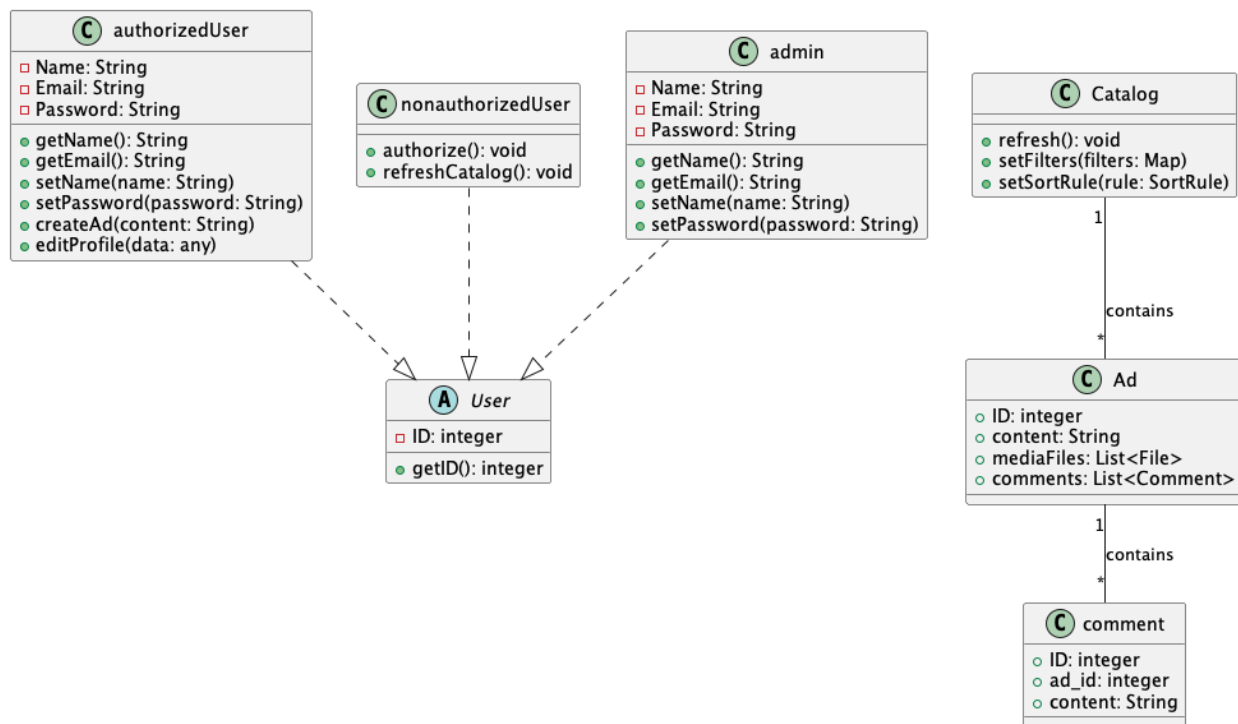 C authorizedUser
Name: String
Email: String
Password: String
getName(): String
getEmail(): String
setName(name: String)
setPassword(password: String)
createAd(content: String)
editProfile(data: any)
C nonauthorizedUser
authorize(): void
refreshCatalog(): void
C admin
Name: String
Email: String
Password: String
getName(): String
getEmail(): String
setName(name: String)
setPassword(password: String)
A User
ID: integer
getID(): integer
C Catalog
refresh(): void
setFilters(filters: Map)
setSortRule(rule: SortRule)
1
contains
*
C Ad
ID: integer
content: String
mediaFiles: List<File>
comments: List<Comment>
1
contains
*
C comment
ID: integer
ad_id: integer
content: String